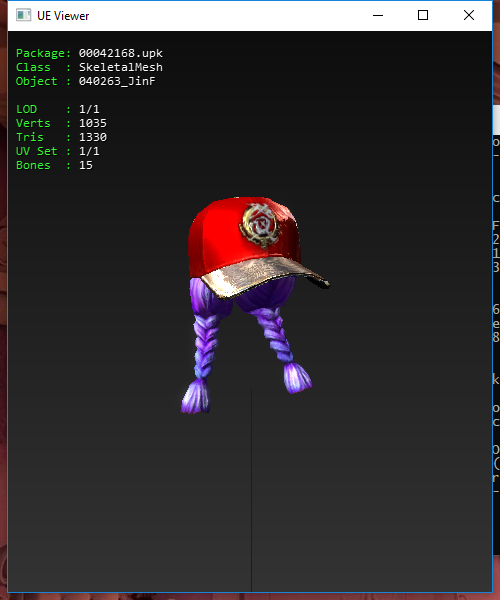 UE Viewer
Package: 00042168.upk
Class : SkeletalMesh
Object : 040263_JinF
LOD : 1/1
Verts : 1035
Tris : 1330
UV Set : 1/1
Bones : 15